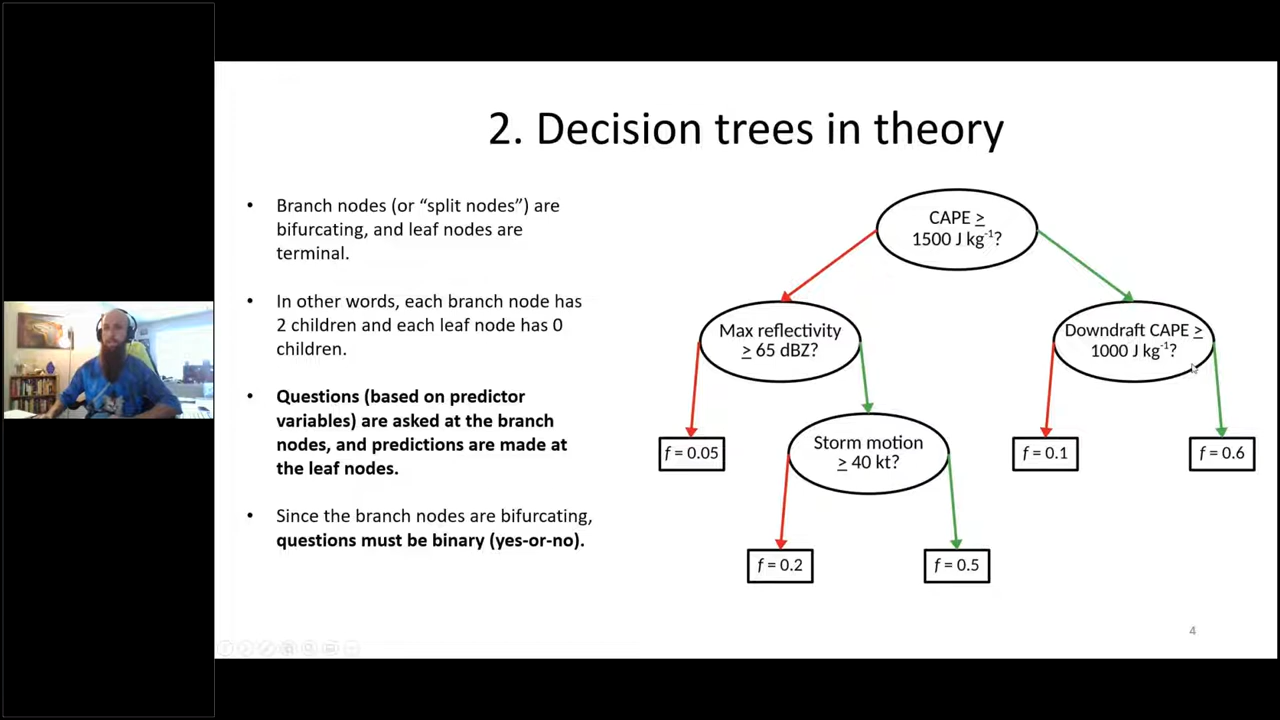 2. Decision trees in theory
• Branch nodes (or “split nodes”) are
bifurcating, and leaf nodes are
terminal.
• In other words, each branch node has
2 children and each leaf node has 0
children.
• Questions (based on predictor
variables) are asked at the branch
nodes, and predictions are made at
the leaf nodes.
• Since the branch nodes are bifurcating,
questions must be binary (yes-or-no).
CAPE ≥
1500 J kg⁻¹?
Max reflectivity
≥ 65 dBZ?
Downdraft CAPE ≥
1000 J kg⁻¹?
f = 0.05
Storm motion
≥ 40 kt?
f = 0.1
f = 0.6
f = 0.2
f = 0.5
4